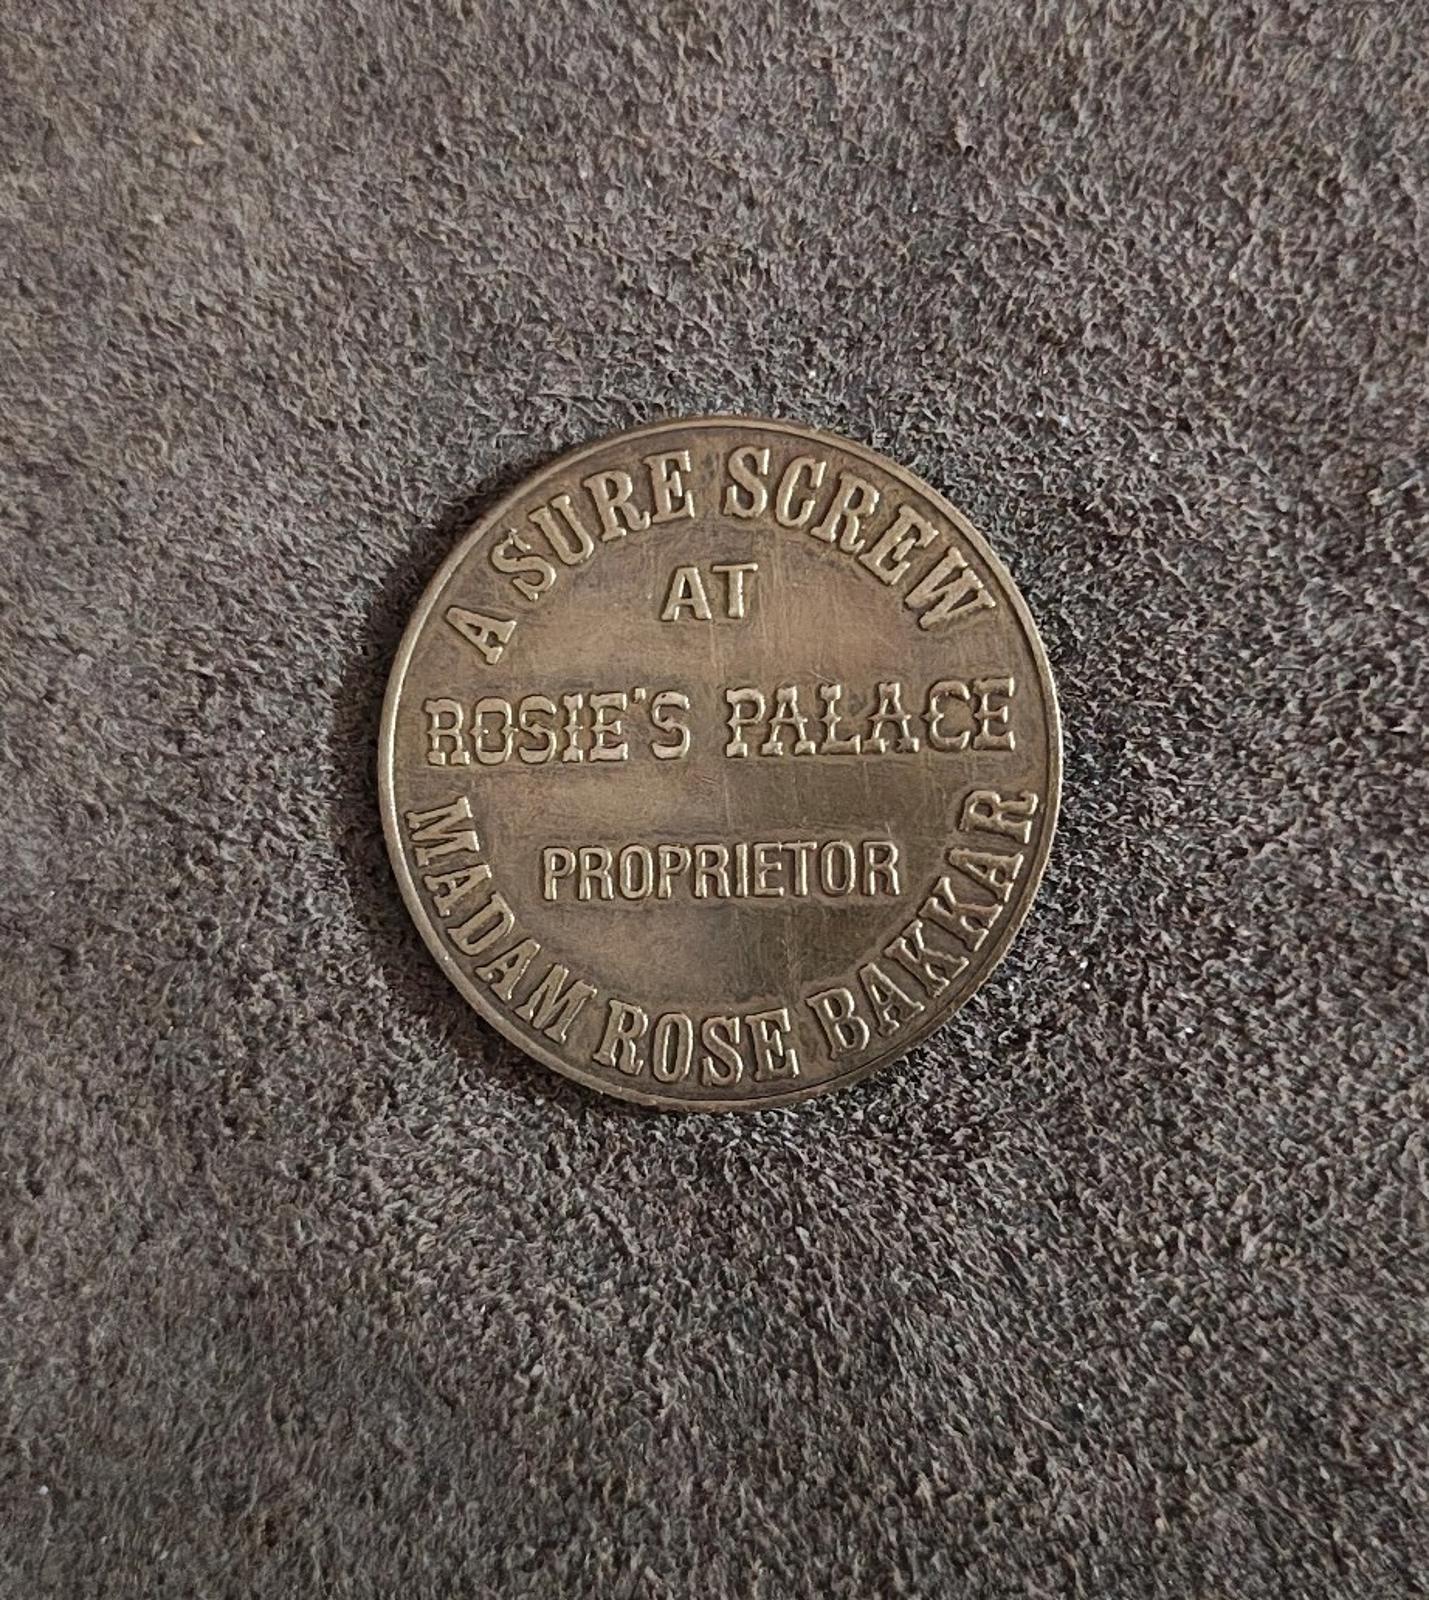 A SURE SCREW
AT
ROSIE'S PALACE
PROPRIETOR
MADAM ROSE BAKKAR